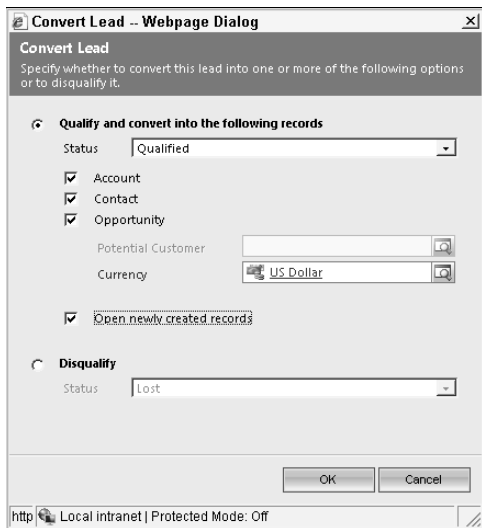 Convert Lead -- Webpage Dialog
Convert Lead
Specify whether to convert this lead into one or more of the following options
or to disqualify it.
Qualify and convert into the following records
Status Qualified
Account
Contact
Opportunity
Potential Customer
Currency US Dollar
Open newly created records
Disqualify
Status Lost
OK Cancel
http Local intranet | Protected Mode: Off